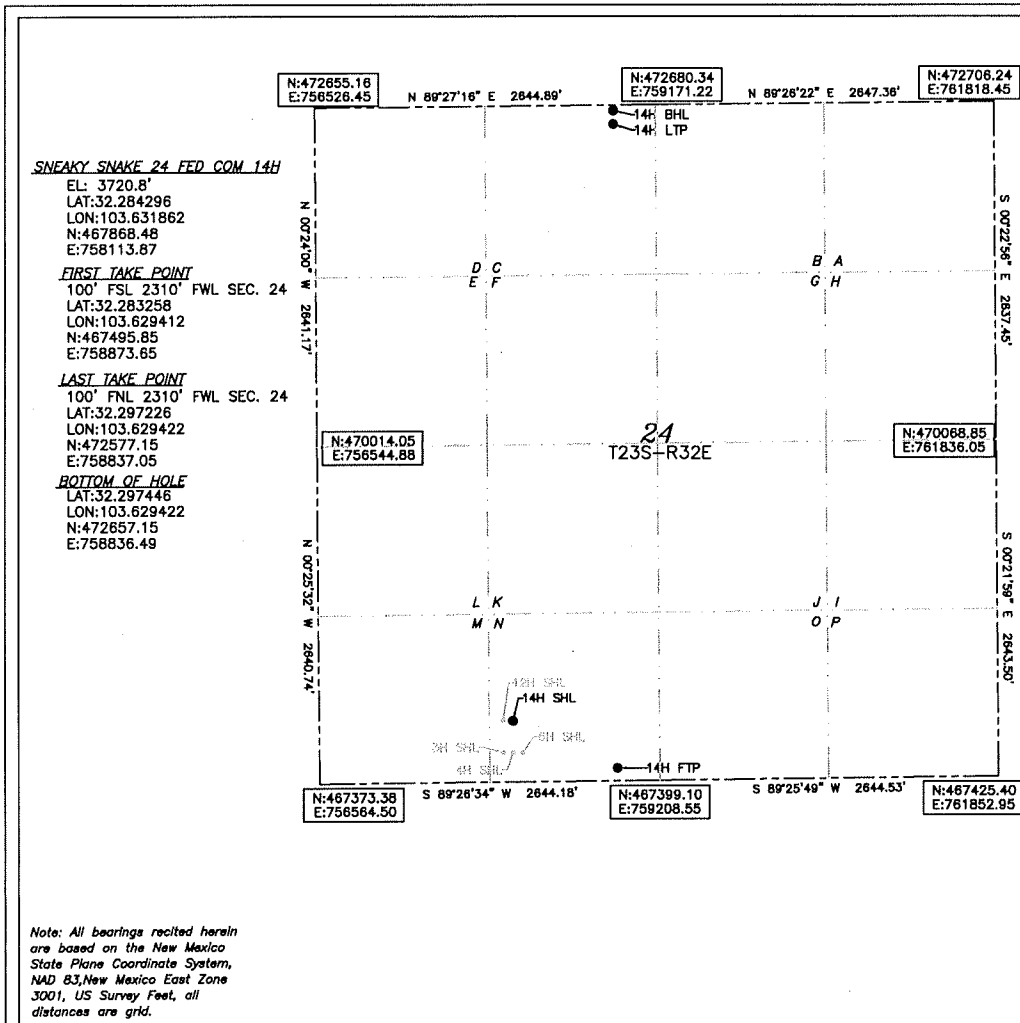 N:472655.16
E:756526.45
N 89°27'16" E 2644.89'
N:472680.34
E:759171.22
N 89°26'22" E 2647.36'
N:472706.24
E:761818.45
14H BHL
14H LTP
SNEAKY SNAKE 24 FED COM 14H
EL: 3720.8'
LAT:32.284296
LON:103.631862
N:467868.48
E:758113.87
FIRST TAKE POINT
100' FSL 2310' FWL SEC. 24
LAT:32.283258
LON:103.629412
N:467495.85
E:758873.65
LAST TAKE POINT
100' FNL 2310' FWL SEC. 24
LAT:32.297226
LON:103.629422
N:472577.15
E:758837.05
BOTTOM OF HOLE
LAT:32.297446
LON:103.629422
N:472657.15
E:758836.49
N 00°24'00" W 2641.17'
S 00°22'56" E 2637.45'
D C
E F
B A
G H
N:470014.05
E:756544.88
24
T23S-R32E
N:470068.85
E:761836.05
N 00°25'32" W 2640.74'
S 00°21'59" E 2643.50'
L K
M N
J I
O P
SHL
14H SHL
SHL
SHL
SHL
14H FTP
N:467373.38
E:756564.50
S 89°26'34" W 2644.18'
N:467399.10
E:759208.55
S 89°25'49" W 2644.53'
N:467425.40
E:761852.95
Note: All bearings recited herein
are based on the New Mexico
State Plane Coordinate System,
NAD 83,New Mexico East Zone
3001, US Survey Feet, all
distances are grid.